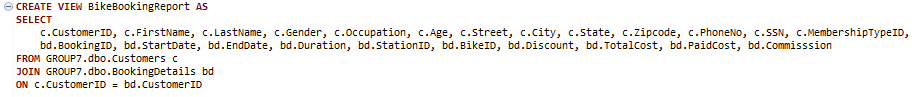 CREATE VIEW BikeBookingReport AS
SELECT
c.CustomerID, c.FirstName, c.LastName, c.Gender, c.Occupation, c.Age, c.Street, c.City, c.State, c.Zipcode, c.PhoneNo, c.SSN, c.MembershipTypeID,
bd.BookingID, bd.StartDate, bd.EndDate, bd.Duration, bd.StationID, bd.BikeID, bd.Discount, bd.TotalCost, bd.PaidCost, bd.Commisssion
FROM GROUP7.dbo.Customers c
JOIN GROUP7.dbo.BookingDetails bd
ON c.CustomerID = bd.CustomerID